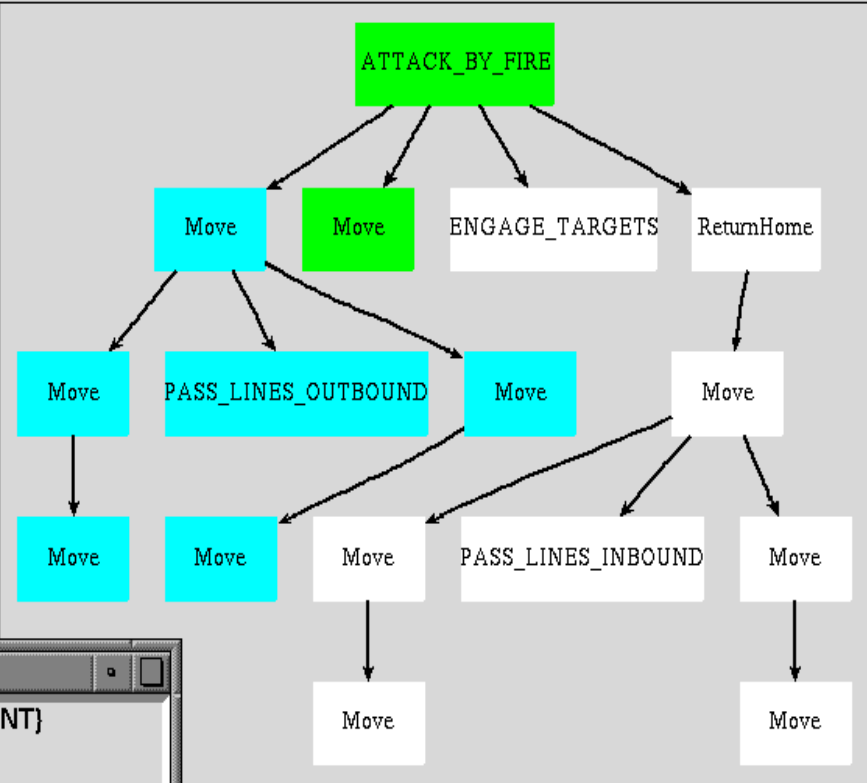 ATTACK_BY_FIRE
Move
Move
ENGAGE_TARGETS
ReturnHome
Move
PASS_LINES_OUTBOUND
Move
Move
Move
Move
Move
PASS_LINES_INBOUND
Move
Move
Move
NT}